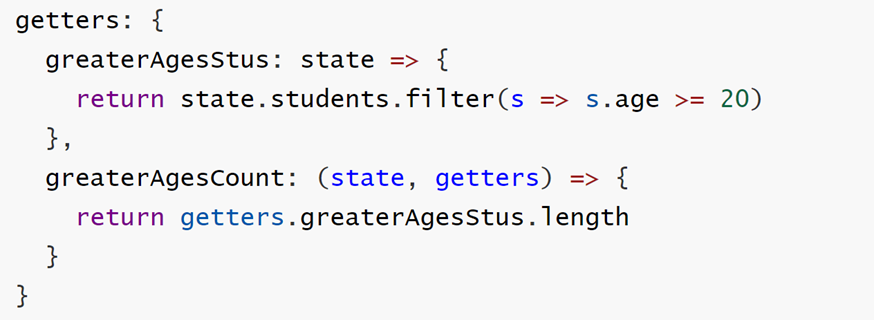 getters: {
  greaterAgesStus: state => {
    return state.students.filter(s => s.age >= 20)
  },
  greaterAgesCount: (state, getters) => {
    return getters.greaterAgesStus.length
  }
}